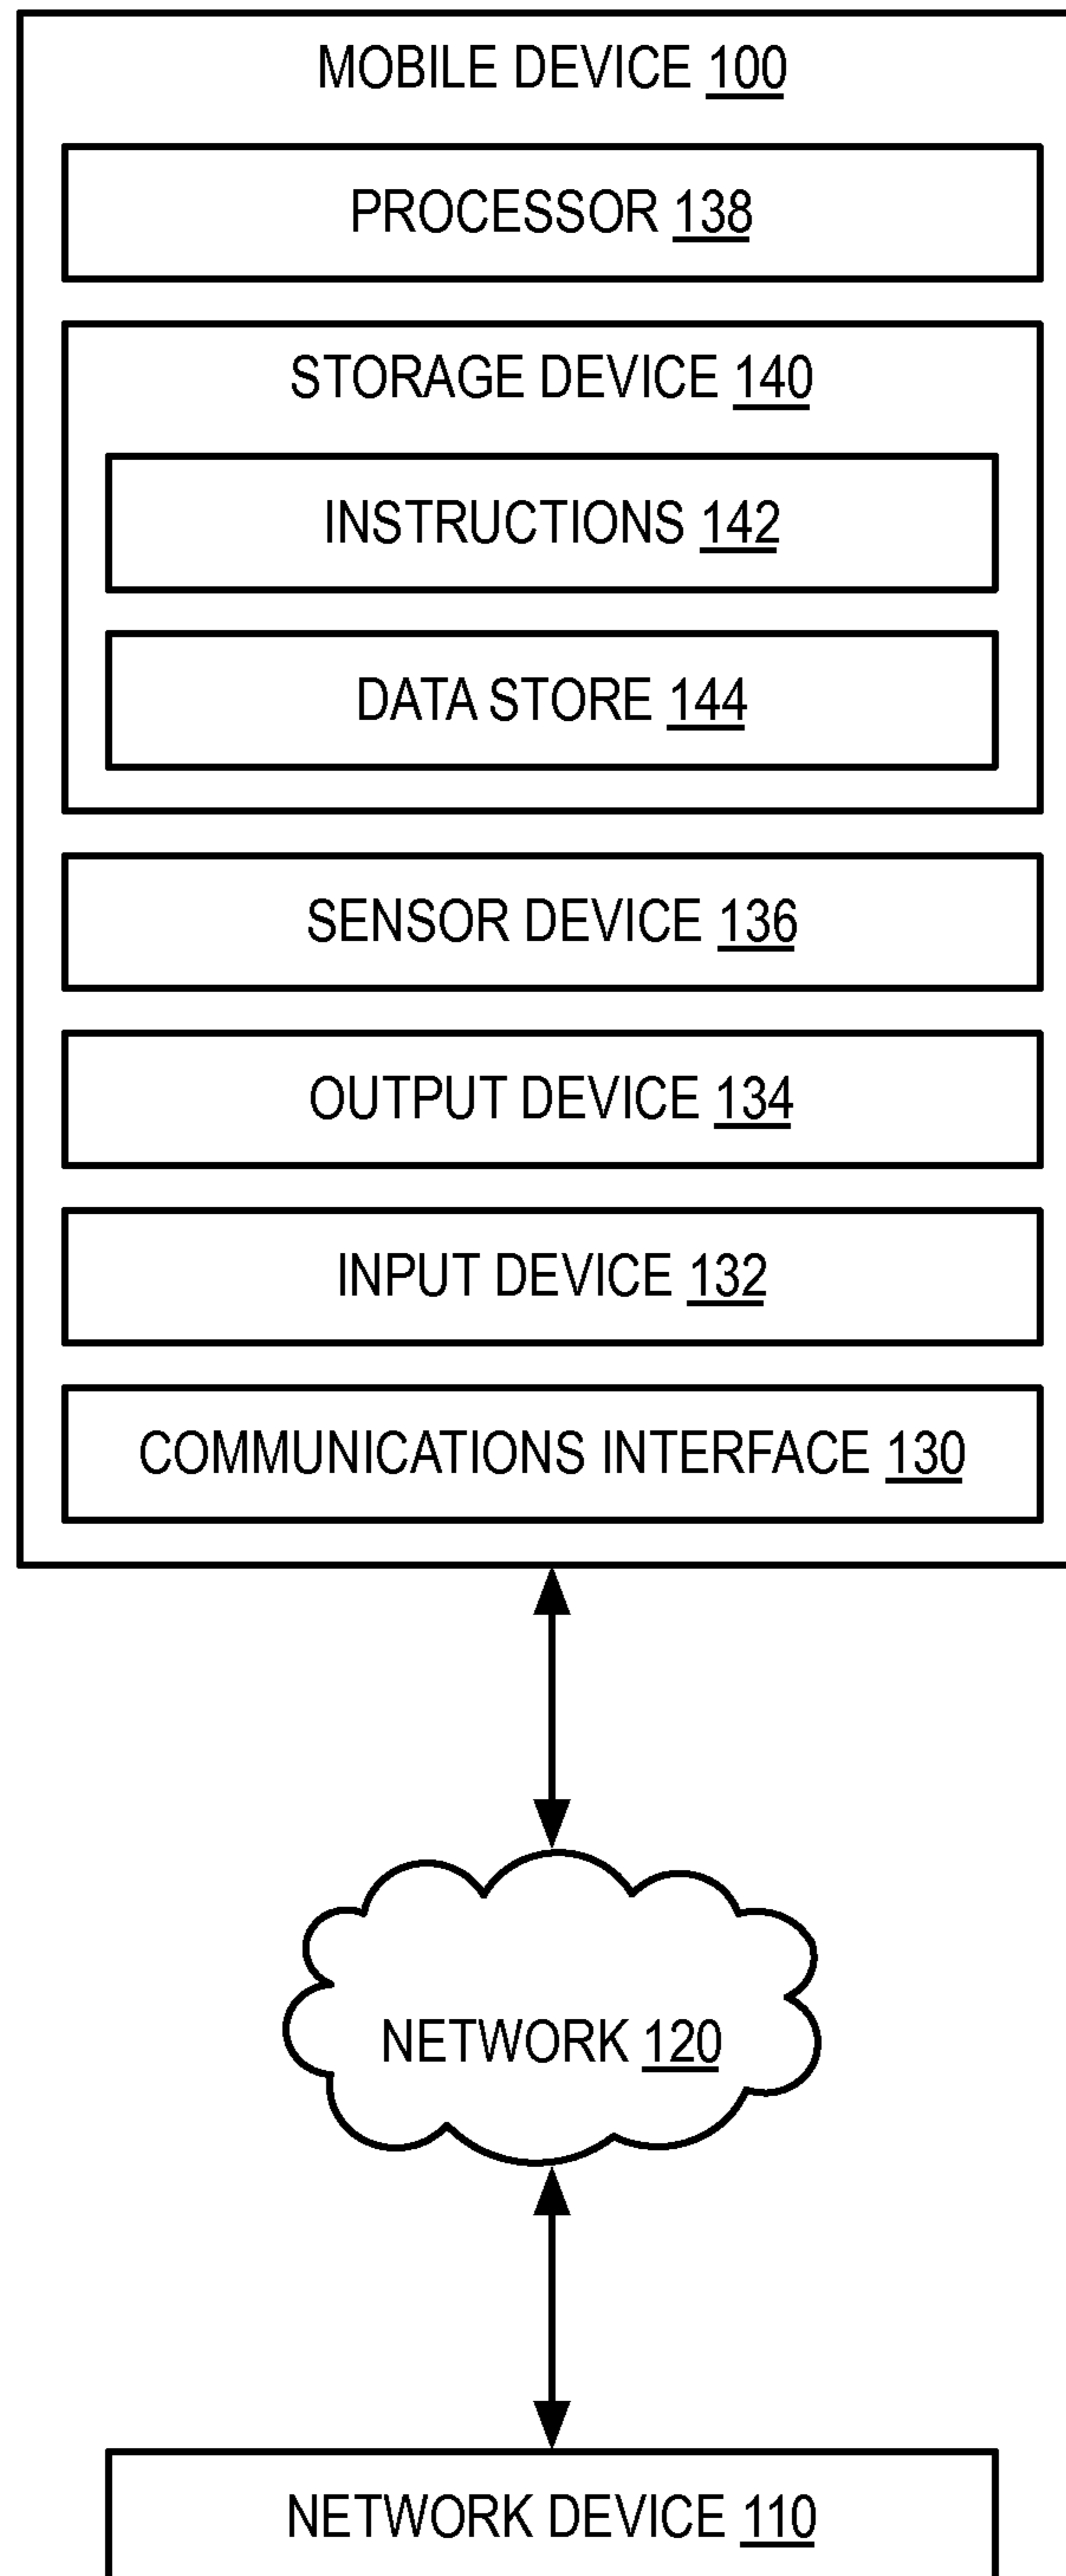 MOBILE DEVICE 100
PROCESSOR 138
STORAGE DEVICE 140
INSTRUCTIONS 142
DATA STORE 144
SENSOR DEVICE 136
OUTPUT DEVICE 134
INPUT DEVICE 132
COMMUNICATIONS INTERFACE 130
NETWORK 120
NETWORK DEVICE 110